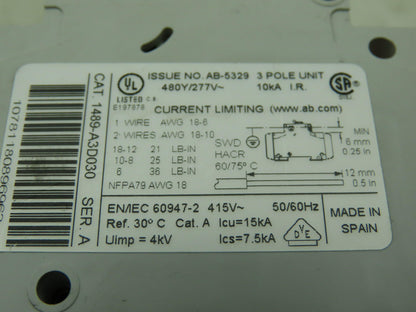 ISSUE NO. AB-5329 3 POLE UNIT
480Y/277V~ 10kA I.R.
UL
LISTED C.B.
E197878
SA
CURRENT LIMITING (www.ab.com)
1 WIRE AWG 18-6
2 WIRES AWG 18-10
18-12 21 LB-IN
10-8 25 LB-IN
6 36 LB-IN
NFPA79 AWG 18
SWD
HACR
60/75°C
MIN
6 mm
0.25 in
12 mm
0.5 in
EN/IEC 60947-2 415V~ 50/60Hz
Ref. 30° C Cat. A Icu=15kA
Uimp = 4kV Ics=7.5kA
DVE
MADE IN
SPAIN
CAT. 1489-A3D030 SER. A